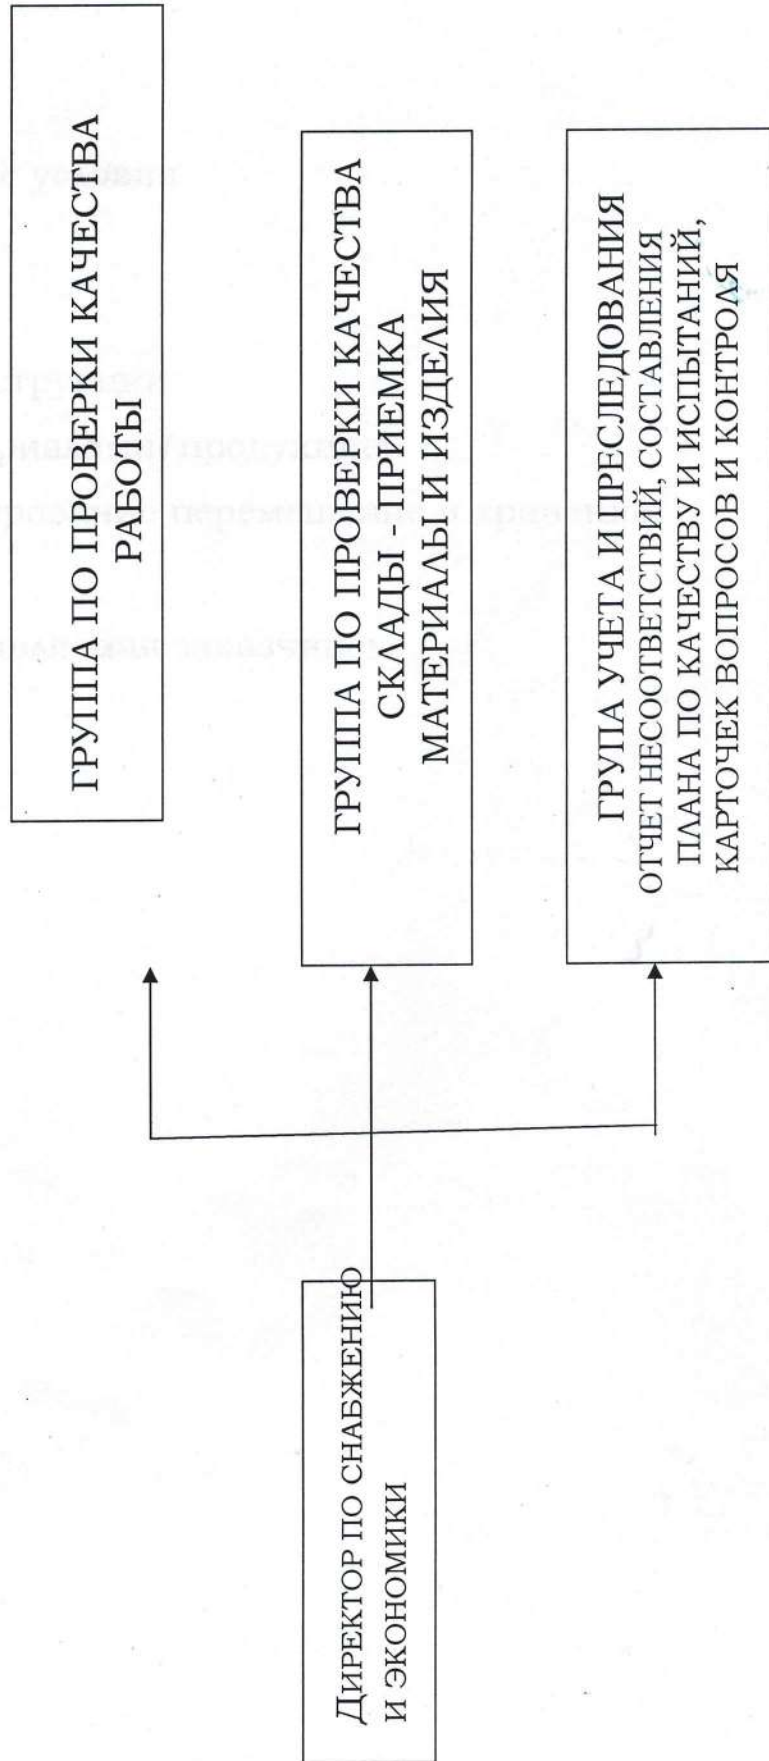 ГРУППА ПО ПРОВЕРКИ КАЧЕСТВА
РАБОТЫ
ДИРЕКТОР ПО СНАБЖЕНИЮ
И ЭКОНОМИКИ
ГРУППА ПО ПРОВЕРКИ КАЧЕСТВА
СКЛАДЫ - ПРИЕМКА
МАТЕРИАЛЫ И ИЗДЕЛИЯ
ГРУПА УЧЕТА И ПРЕСЛЕДОВАНИЯ
ОТЧЕТ НЕСООТВЕТСТВИЙ, СОСТАВЛЕНИЯ
ПЛАНА ПО КАЧЕСТВУ И ИСПЫТАНИЙ,
КАРТОЧЕК ВОПРОСОВ И КОНТРОЛЯ